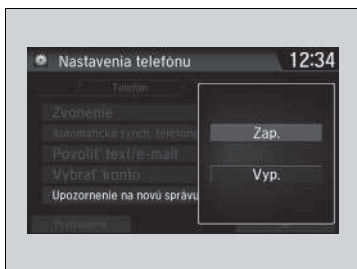 Nastavenia telefónu
12:34
Telefón
Zvonenie
Automatická synch. telefónu
Povoliť text/e-mail
Vybrať konto
Upozornenie na novú správu
Zap.
Vyp.